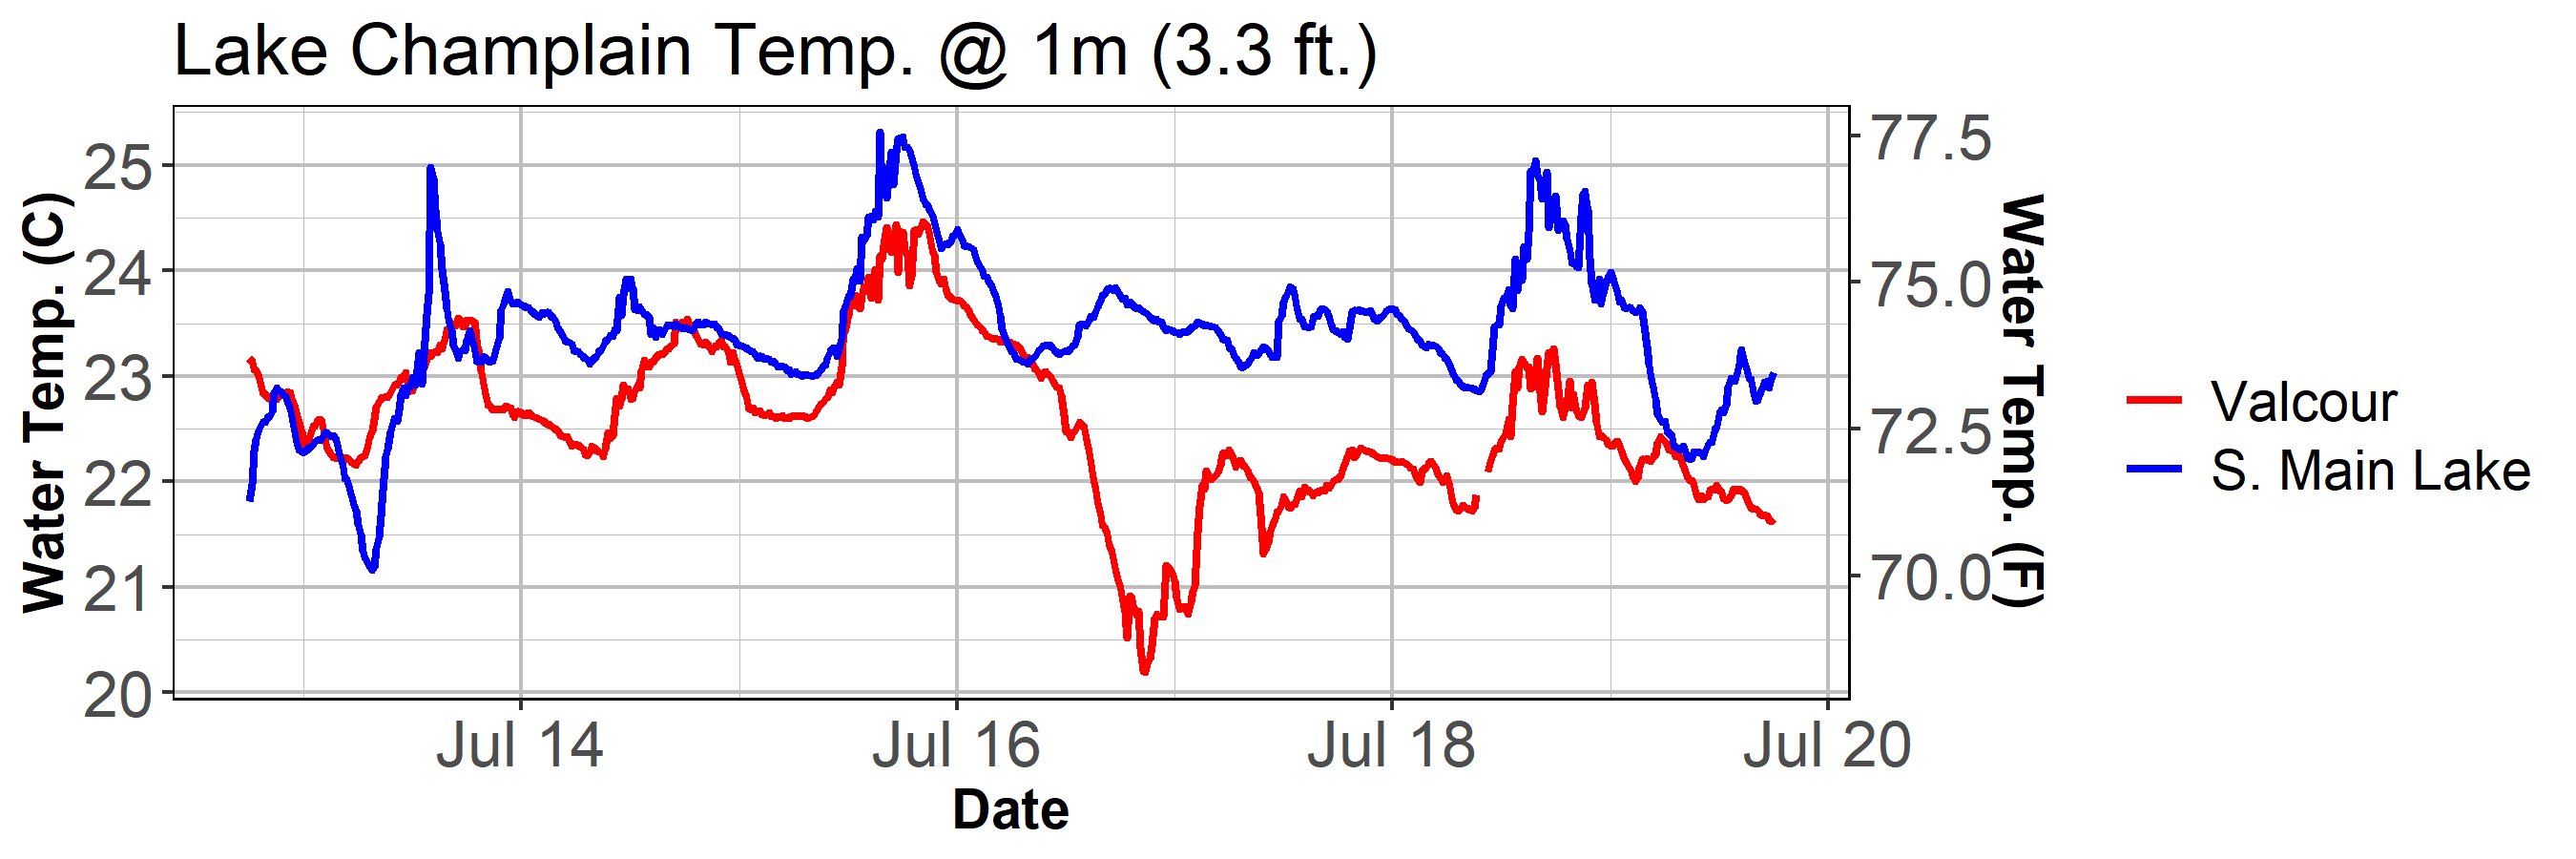 Lake Champlain Temp. @ 1m (3.3 ft.)
Water Temp. (C)
25
24
23
22
21
20
77.5
75.0
72.5
70.0
Water Temp. (F)
Jul 14
Jul 16
Jul 18
Jul 20
Date
Valcour
S. Main Lake